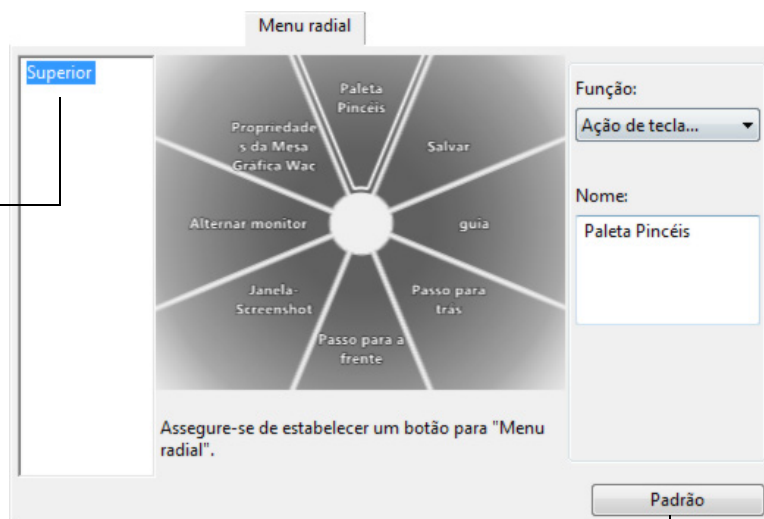 Menu radial
Superior
Paleta
Pincéis
Propriedade
s da Mesa
Gráfica Wac
Salvar
Alternar monitor
guia
Janela-
Screenshot
Passo para
trás
Passo para a
frente
Assegure-se de estabelecer um botão para "Menu
radial".
Função:
Ação de tecla...
Nome:
Paleta Pincéis
Padrão